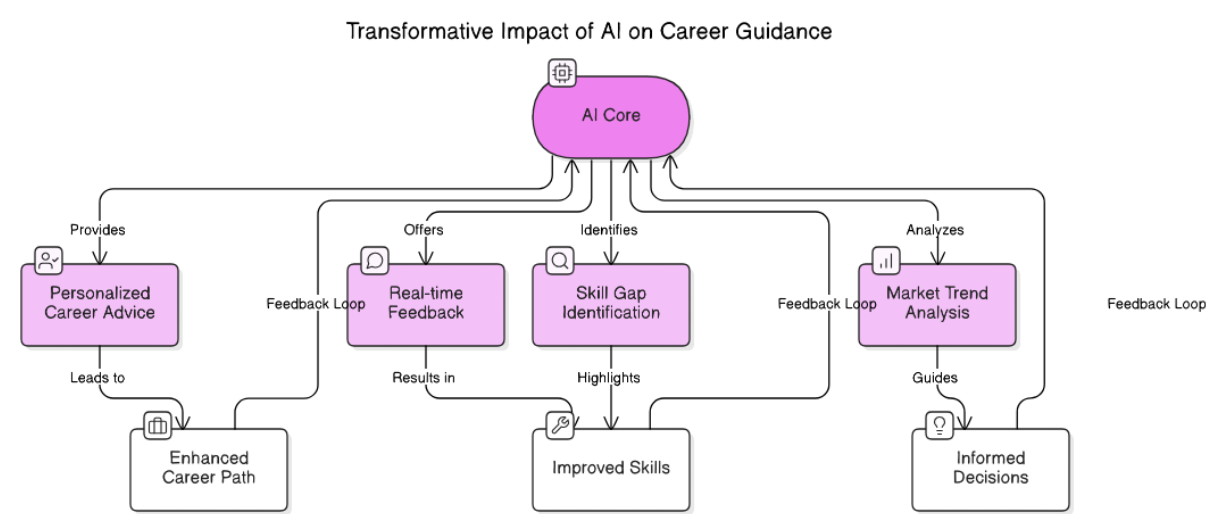 Transformative Impact of AI on Career Guidance
AI Core
Provides
Offers
Identifies
Analyzes
Personalized
Career Advice
Feedback Loop
Real-time
Feedback
Skill Gap
Identification
Feedback Loop
Market Trend
Analysis
Feedback Loop
Leads to
Results in
Highlights
Guides
Enhanced
Career Path
Improved Skills
Informed
Decisions